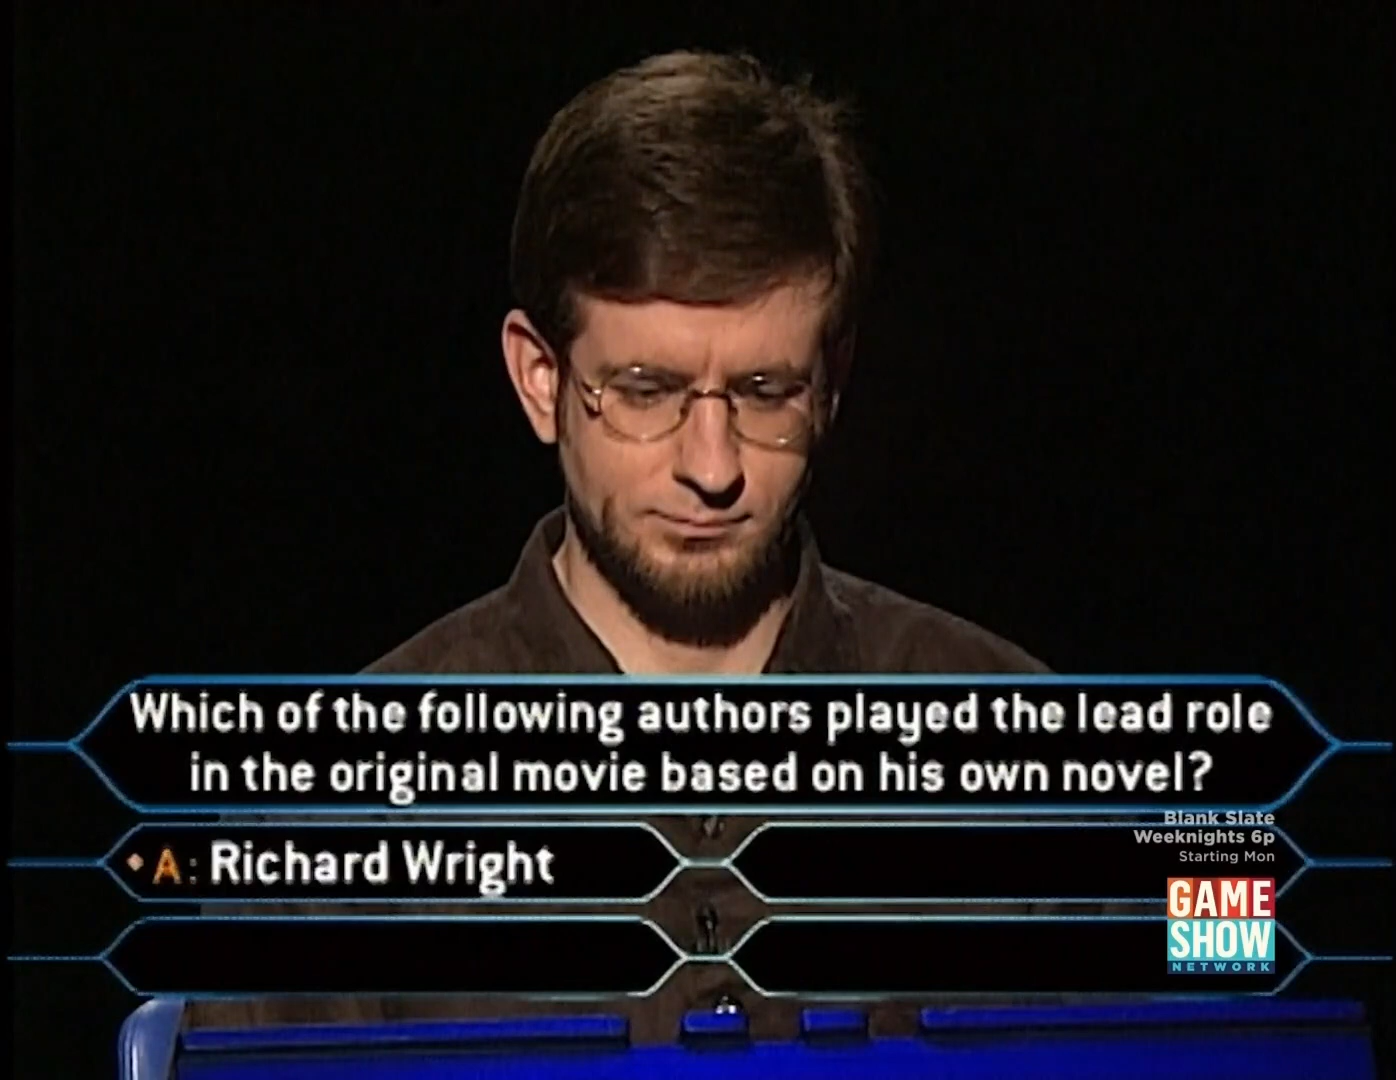 Which of the following authors played the lead role
in the original movie based on his own novel?
A: Richard Wright
Blank Slate
Weeknights 6p
Starting Mon
GAME
SHOW
NETWORK